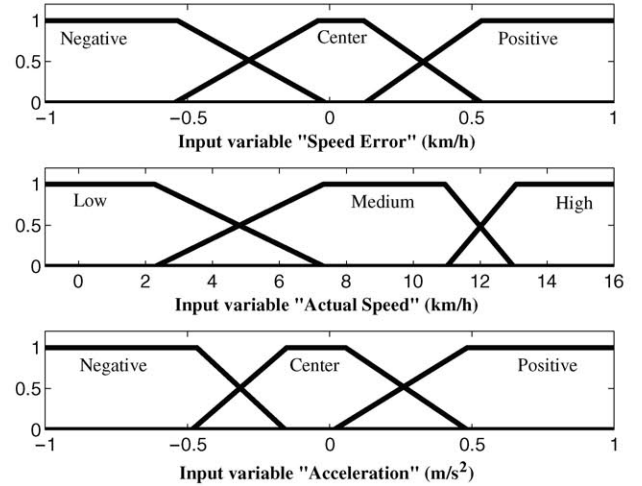 1
Negative
Center
Positive
0.5
0
−1
−0.5
0
0.5
1
Input variable "Speed Error" (km/h)
1
Low
Medium
High
0.5
0
0
2
4
6
8
10
12
14
16
Input variable "Actual Speed" (km/h)
1
Negative
Center
Positive
0.5
0
−1
−0.5
0
0.5
1
Input variable "Acceleration" (m/s²)